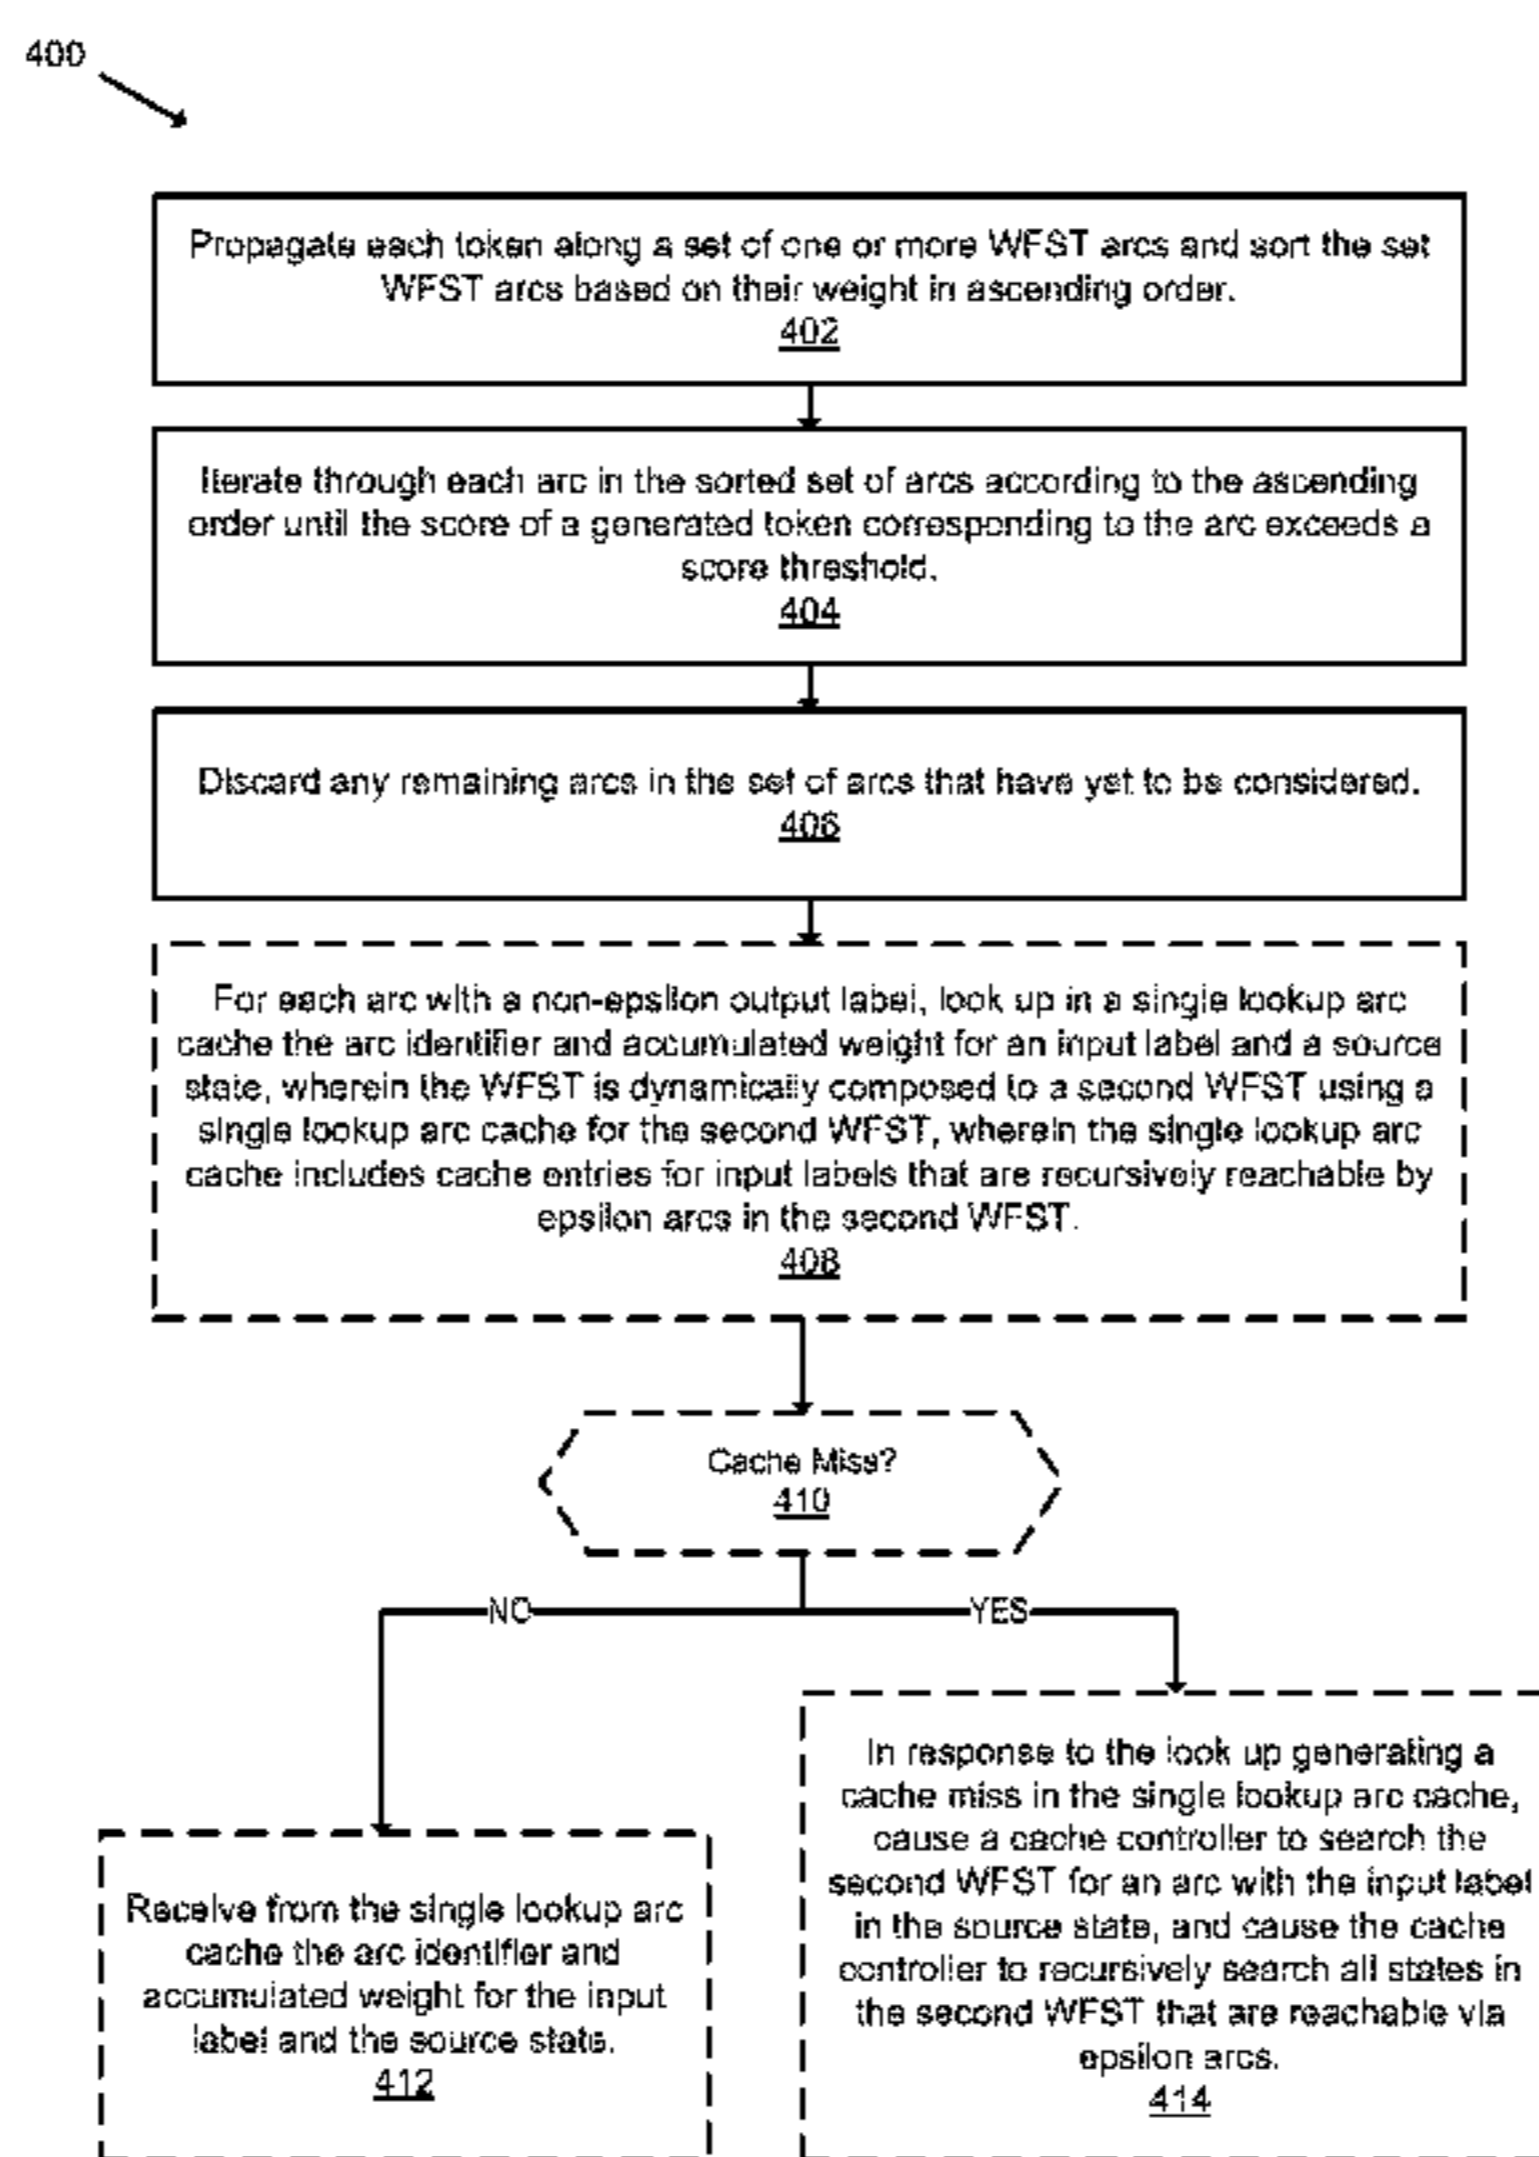 400
Propagate each token along a set of one or more WFST arcs and sort the set
WFST arcs based on their weight in ascending order.
402
Iterate through each arc in the sorted set of arcs according to the ascending
order until the score of a generated token corresponding to the arc exceeds a
score threshold.
404
Discard any remaining arcs in the set of arcs that have yet to be considered.
406
For each arc with a non-epsilon output label, look up in a single lookup arc
cache the arc identifier and accumulated weight for an input label and a source
state, wherein the WFST is dynamically composed to a second WFST using a
single lookup arc cache for the second WFST, wherein the single lookup arc
cache includes cache entries for input labels that are recursively reachable by
epsilon arcs in the second WFST.
408
Cache Miss?
410
NO
YES
In response to the look up generating a
cache miss in the single lookup arc cache,
cause a cache controller to search the
second WFST for an arc with the input label
in the source state, and cause the cache
controller to recursively search all states in
the second WFST that are reachable via
epsilon arcs.
414
Receive from the single lookup arc
cache the arc identifier and
accumulated weight for the input
label and the source state.
412